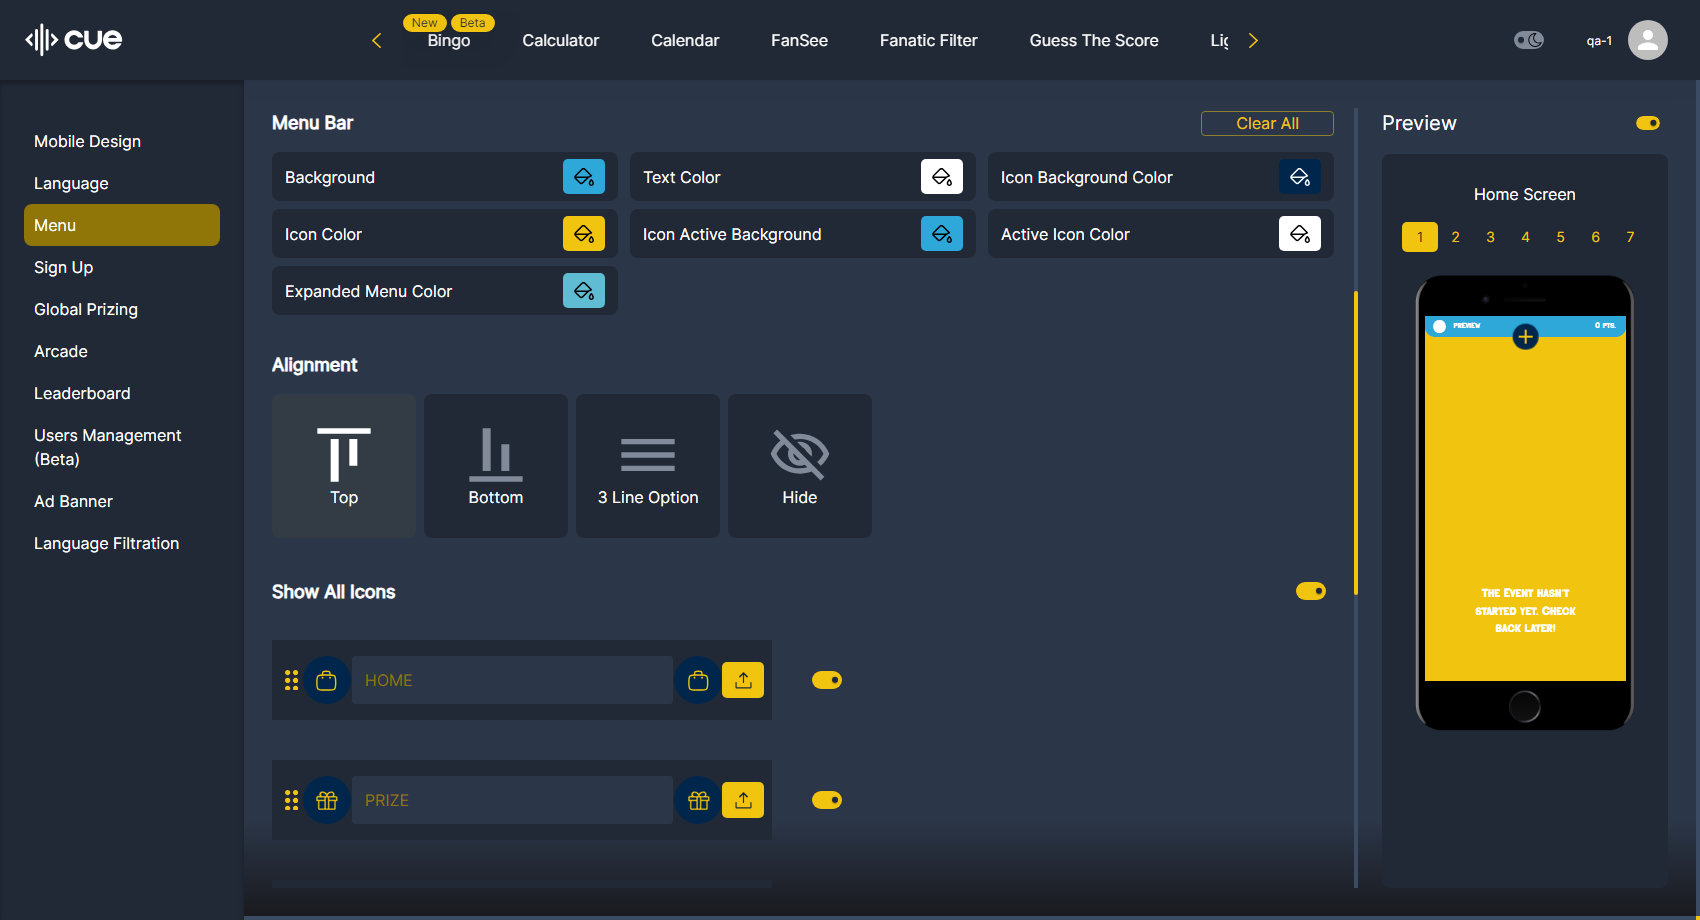 cue
New
Beta
Bingo
Calculator
Calendar
FanSee
Fanatic Filter
Guess The Score
qa-1
Mobile Design
Language
Menu
Sign Up
Global Prizing
Arcade
Leaderboard
Users Management
(Beta)
Ad Banner
Language Filtration
Menu Bar
Clear All
Background
Text Color
Icon Background Color
Icon Color
Icon Active Background
Active Icon Color
Expanded Menu Color
Alignment
Top
Bottom
3 Line Option
Hide
Show All Icons
HOME
PRIZE
Preview
Home Screen
1 2 3 4 5 6 7
PREVIEW
0 PTS.
The Event hasn't
started yet. Check
back later!